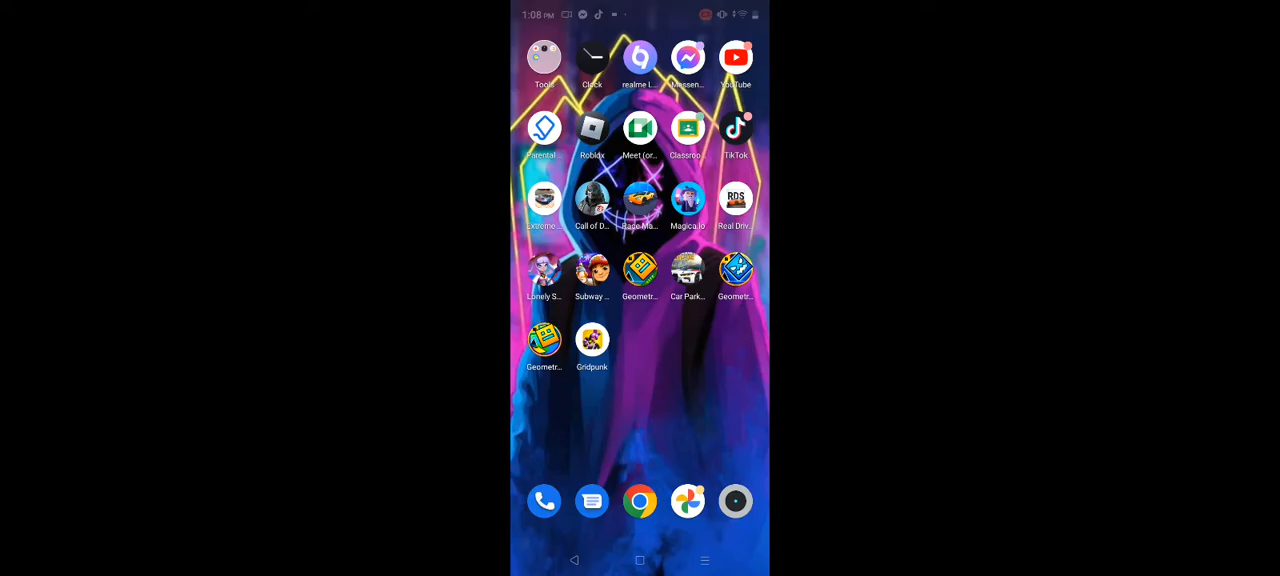 1:08 PM
Tools Clock realme L... Messen... YouTube
Parental... Roblox Meet (or... Classroo... TikTok
Extreme ... Call of D... Race Ma... Magica.io Real Driv...
RDS
Lonely S... Subway ... Geometr... Car Park... Geometr...
Geometr... Gridpunk